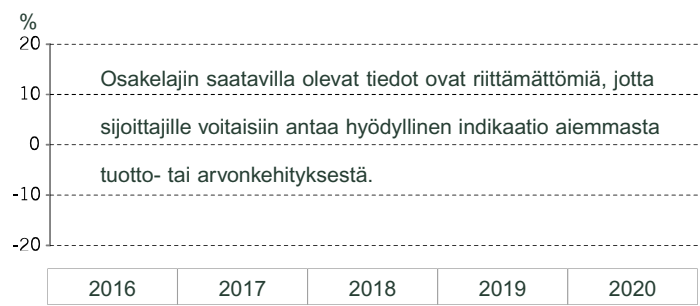 %
20
Osakelajin saatavilla olevat tiedot ovat riittämättömiä, jotta
10
sijoittajille voitaisiin antaa hyödyllinen indikaatio aiemmasta
0
tuotto- tai arvonkehityksestä.
-10
-20
2016 2017 2018 2019 2020